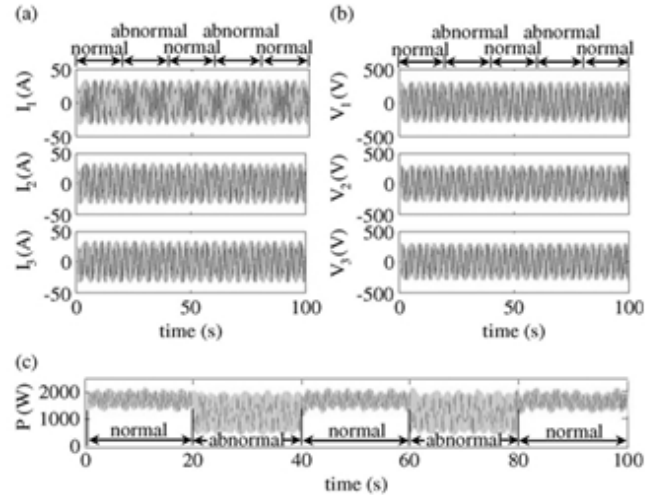 (a) (b)
abnormal abnormal abnormal abnormal
normal normal normal normal normal normal
50 500
I1(A) 0 V1(V) 0
-50 -500
50 500
I2(A) 0 V2(V) 0
-50 -500
50 500
I3(A) 0 V3(V) 0
-50 -500
0 50 100 0 50 100
time (s) time (s)
(c)
2000
P (W) 1000
0
normal abnormal normal abnormal normal
0 20 40 60 80 100
time (s)